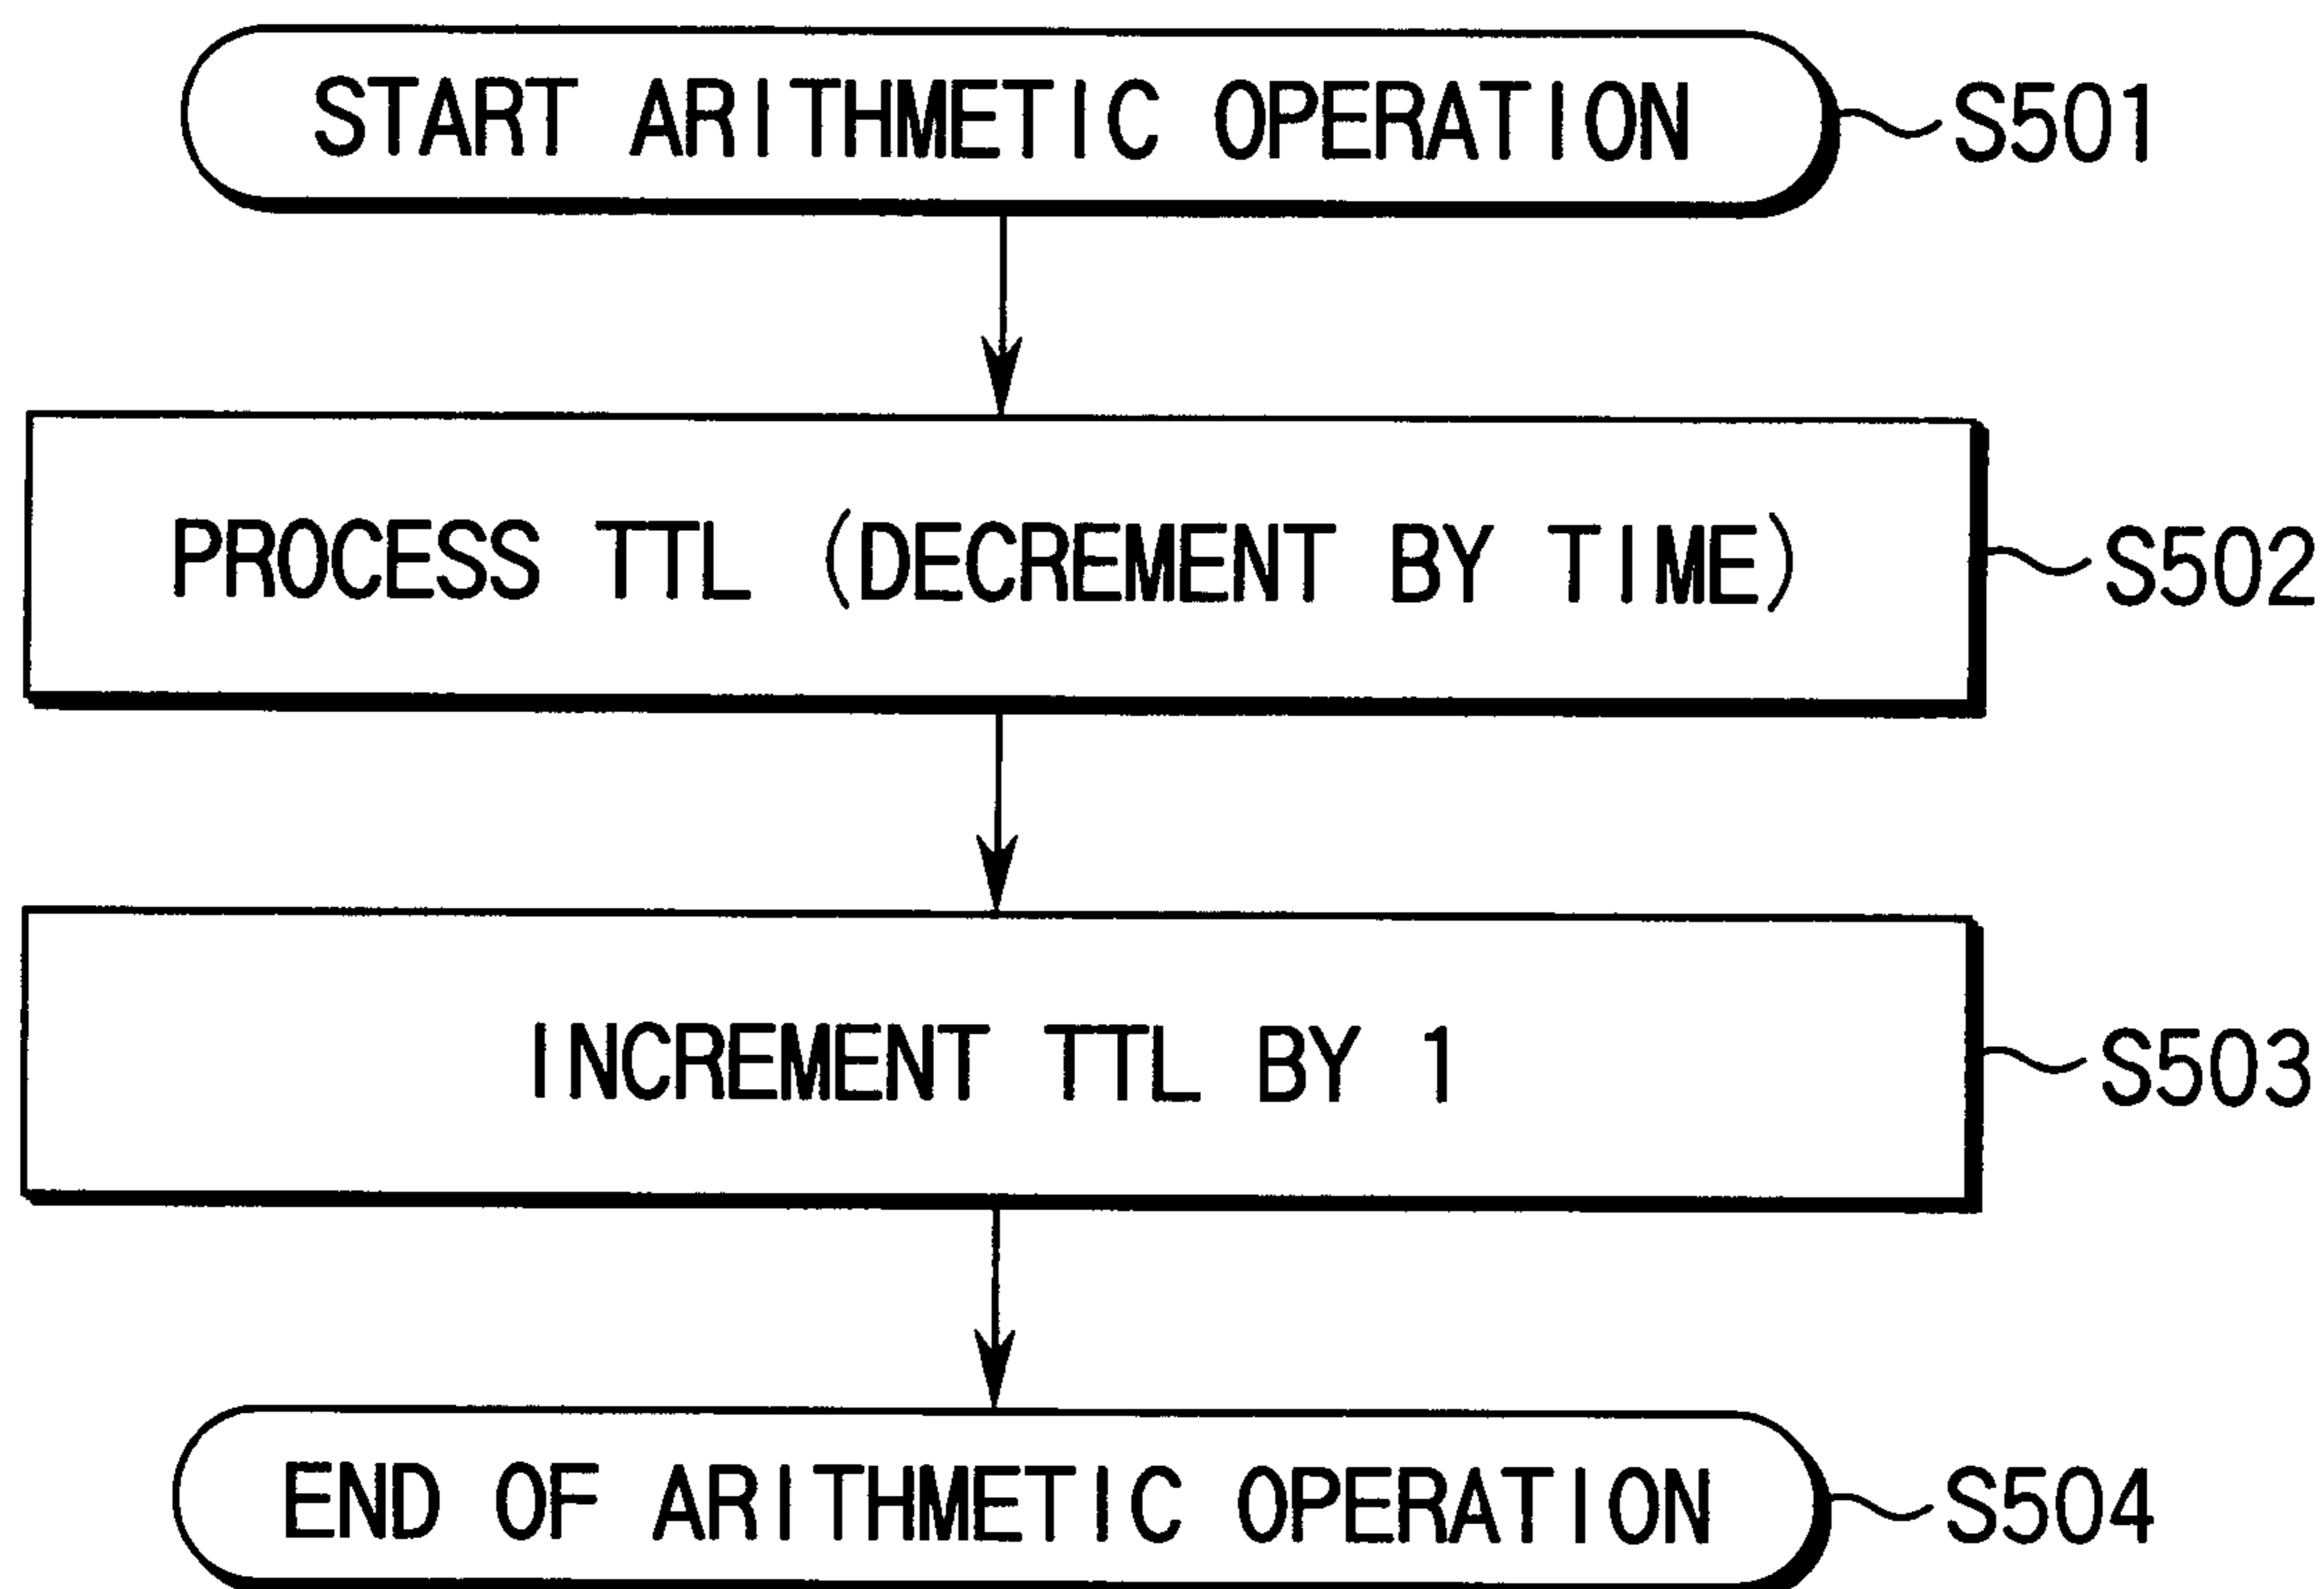 START ARITHMETIC OPERATION S501
PROCESS TTL (DECREMENT BY TIME) S502
INCREMENT TTL BY 1 S503
END OF ARITHMETIC OPERATION S504